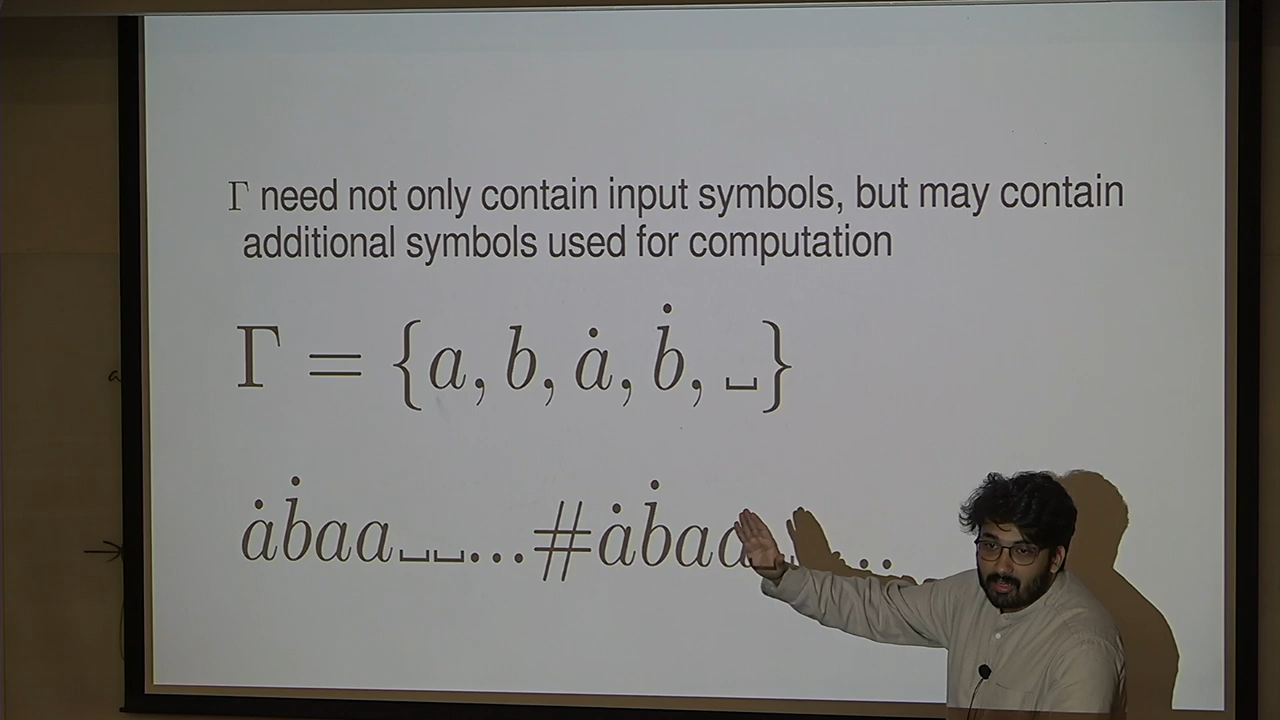 Γ need not only contain input symbols, but may contain
additional symbols used for computation
Γ = {a, b, ȧ, ḃ, ␣}
ȧḃaa␣␣...#ȧḃaa